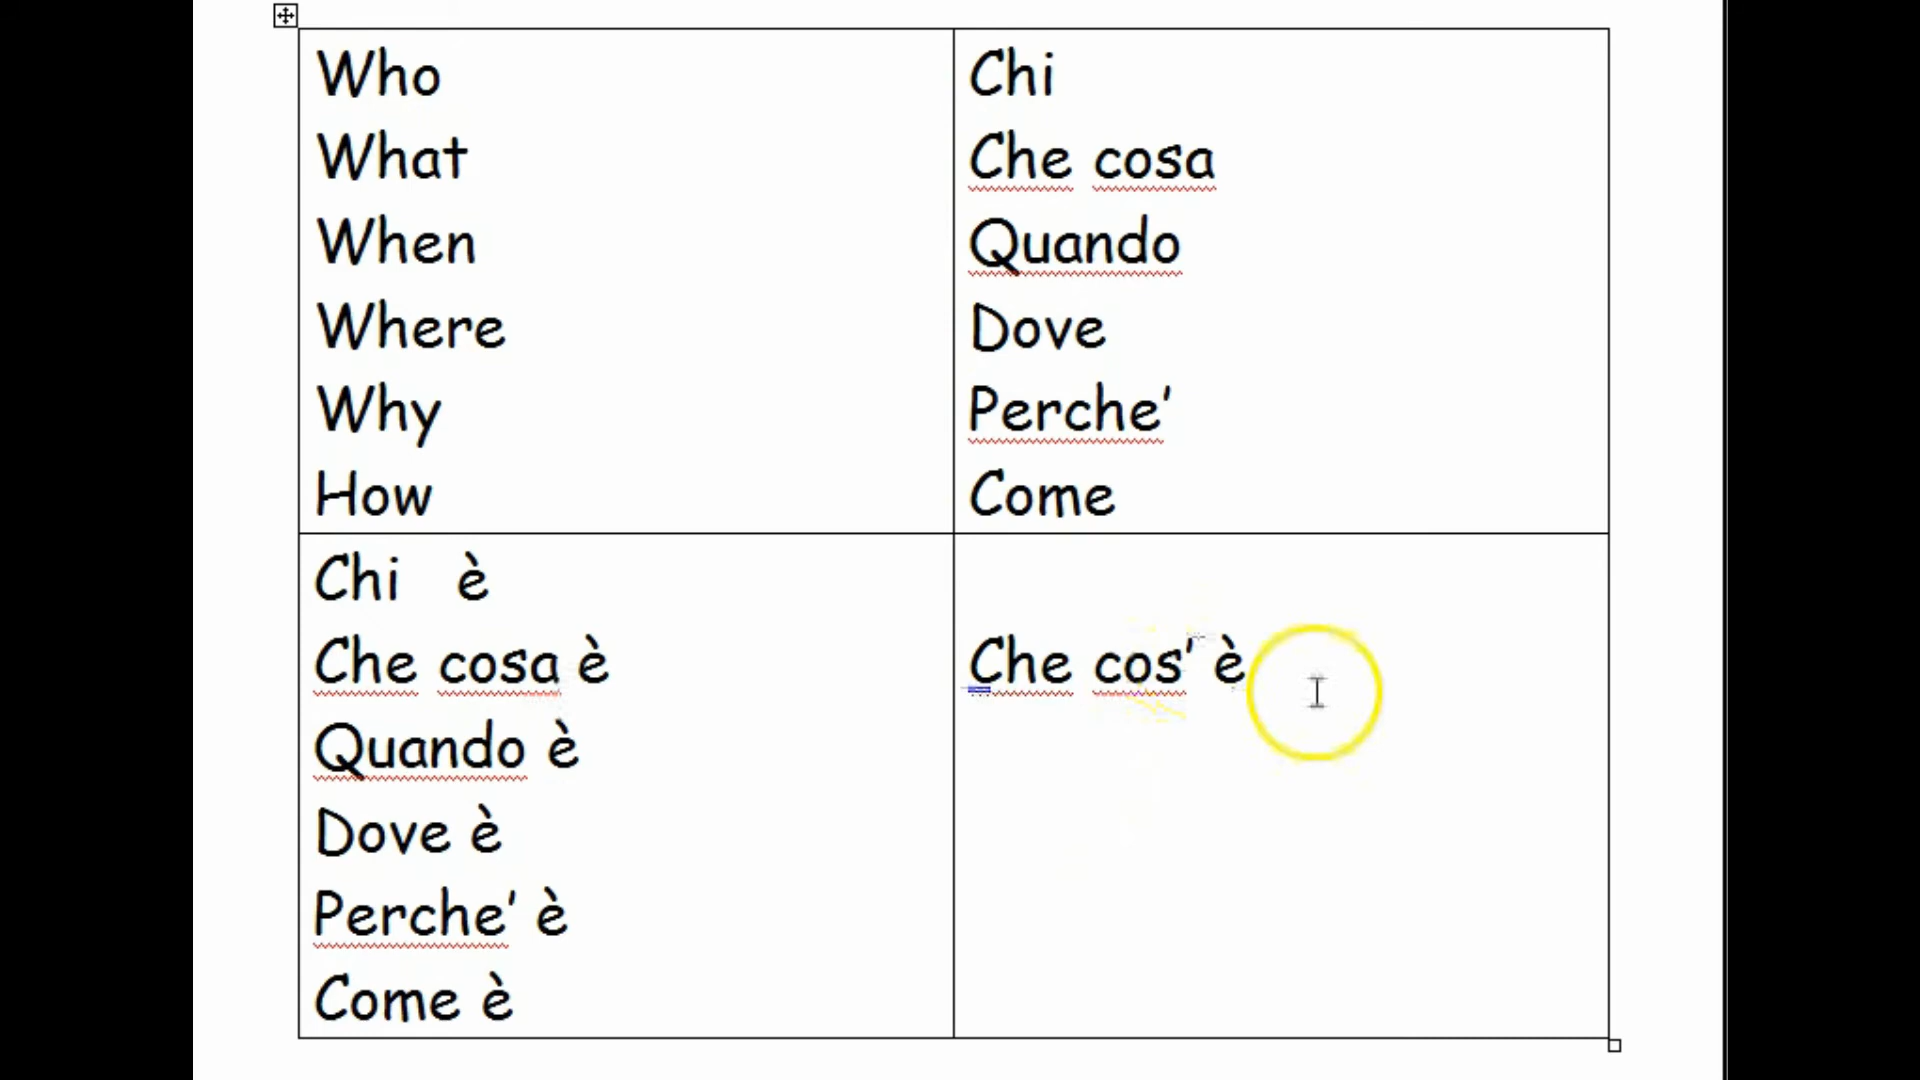 Who
What
When
Where
Why
How
Chi
Che cosa
Quando
Dove
Perche’
Come
Chi è
Che cosa è
Quando è
Dove è
Perche’ è
Come è
Che cos’ è